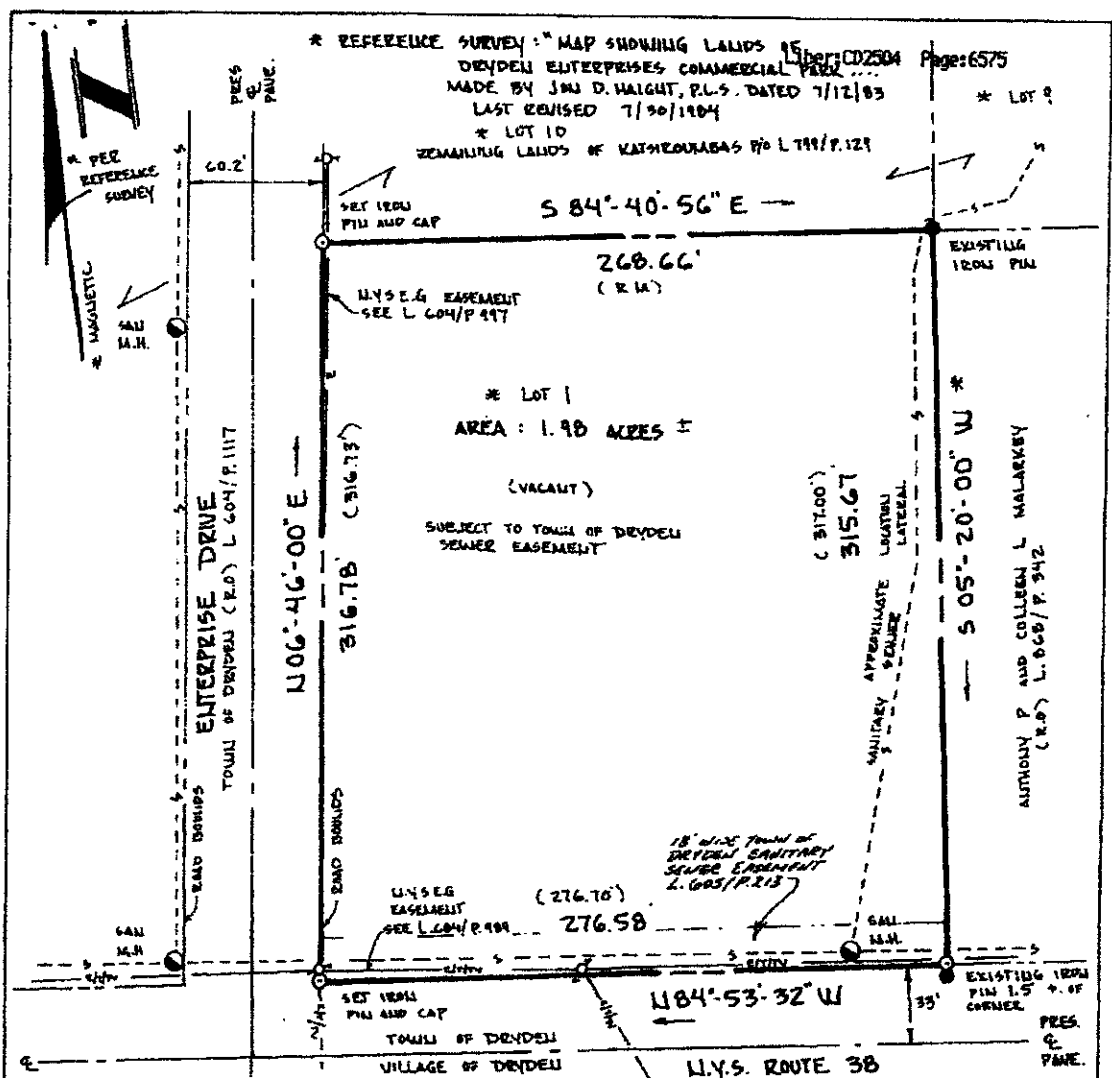 * REFERENCE SURVEY: "MAP SHOWING LANDS OF
Liber:CD2504 Page:6575
DRYDEN ENTERPRISES COMMERCIAL PARK ....
MADE BY JON D. HAIGHT, P.L.S. DATED 7/12/83
LAST REVISED 7/30/1984
* LOT 10
REMAINING LANDS OF KATSIROUMBAS P/O L 799/P.129
* LOT 9
PRES
℄
PAVE.
* PER
REFERENCE
SURVEY
* MAGNETIC
60.2'
SET IRON
PIN AND CAP
S 84°-40'-56" E
268.66'
(R M)
EXISTING
IRON PIN
N.Y.S.E.G EASEMENT
SEE L 604/P 997
SAN
M.H.
* LOT 1
AREA : 1.98 ACRES ±
(VACANT)
SUBJECT TO TOWN OF DRYDEN
SEWER EASEMENT
ENTERPRISE DRIVE
TOWN OF DRYDEN (R.O) L 604/P.1117
N06°-46'-00" E
316.78' (316.73')
(317.00')
315.67
APPROXIMATE LOCATION
SANITARY SEWER LATERAL
S 05°-20'-00" W *
ANTHONY P AND COLLEEN L MALARKEY
(R.O) L.868/P.342
ROAD BOUNDS
ROAD BOUNDS
18' WIDE TOWN OF
DRYDEN SANITARY
SEWER EASEMENT
L.605/P.213
N.Y.S.E.G
EASEMENT
SEE L.604/P.989
(276.70')
276.58
SAN
M.H
SAN
M.H.
SET IRON
PIN AND CAP
N84°-53'-32" W
33'
EXISTING IRON
PIN 1.5' + OF
CORNER
TOWN OF DRYDEN
VILLAGE OF DRYDEN
N.Y.S. ROUTE 38
PRES.
℄
PAVE.
℄